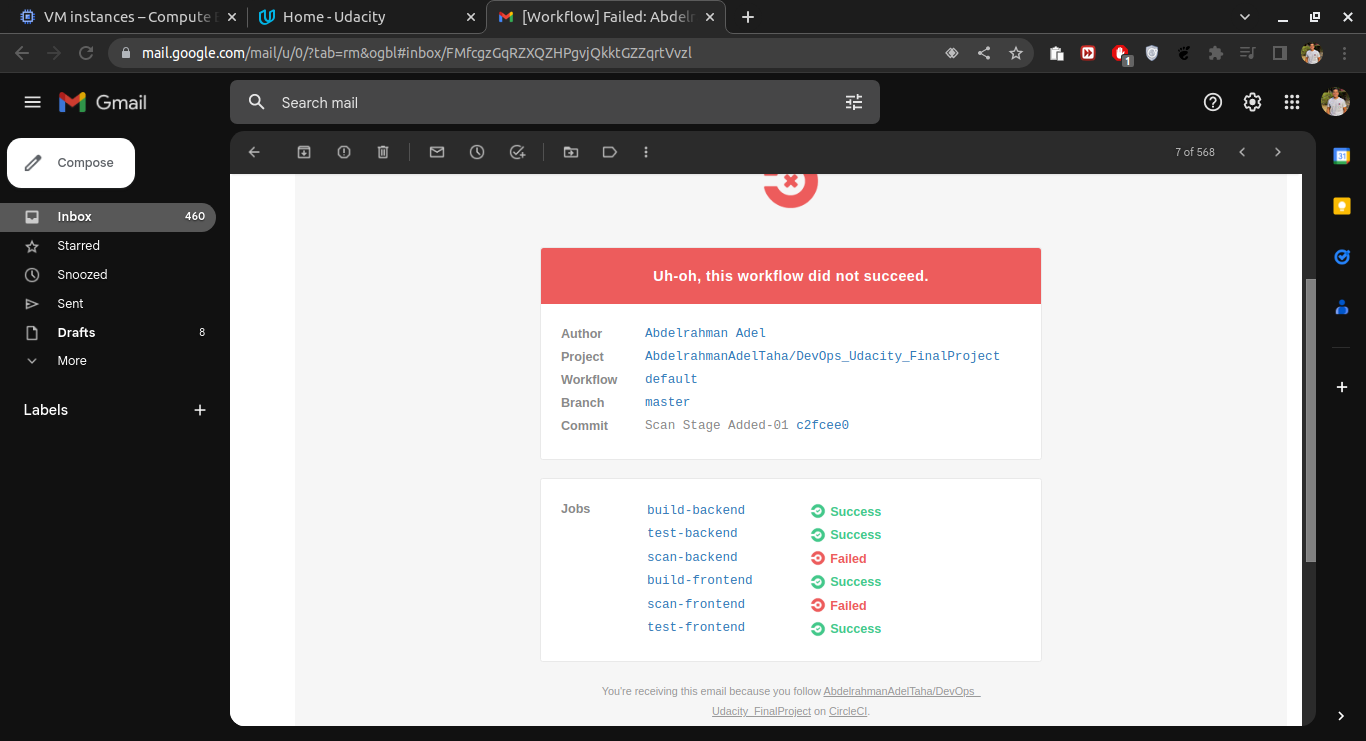 VM instances – Compute E
Home - Udacity
[Workflow] Failed: Abdelr
mail.google.com/mail/u/0/?tab=rm&ogbl#inbox/FMfcgzGqRZXQZHPgvjQkktGZZqrtVvzl
1
Gmail
Search mail
Compose
7 of 568
31
Inbox 460
Starred
Snoozed
Sent
Drafts 8
More
Labels
Uh-oh, this workflow did not succeed.
Author Abdelrahman Adel
Project AbdelrahmanAdelTaha/DevOps_Udacity_FinalProject
Workflow default
Branch master
Commit Scan Stage Added-01 c2fcee0
Jobs build-backend Success
test-backend Success
scan-backend Failed
build-frontend Success
scan-frontend Failed
test-frontend Success
You're receiving this email because you follow AbdelrahmanAdelTaha/DevOps_
Udacity_FinalProject on CircleCI.